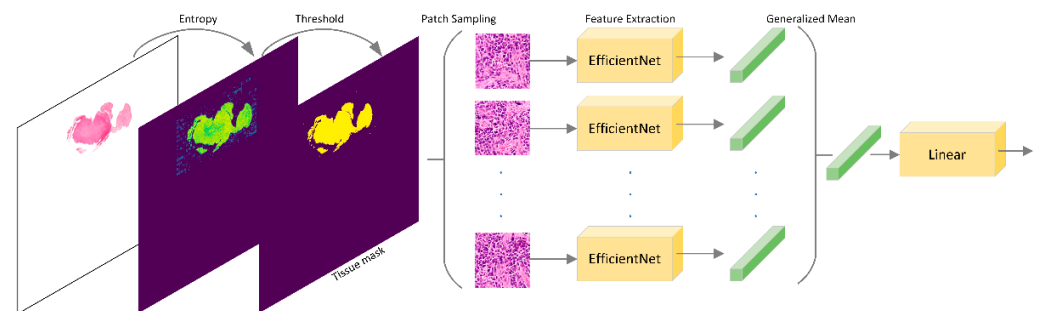 Entropy
Threshold
Patch Sampling
Feature Extraction
Generalized Mean
EfficientNet
EfficientNet
Linear
EfficientNet
Tissue mask